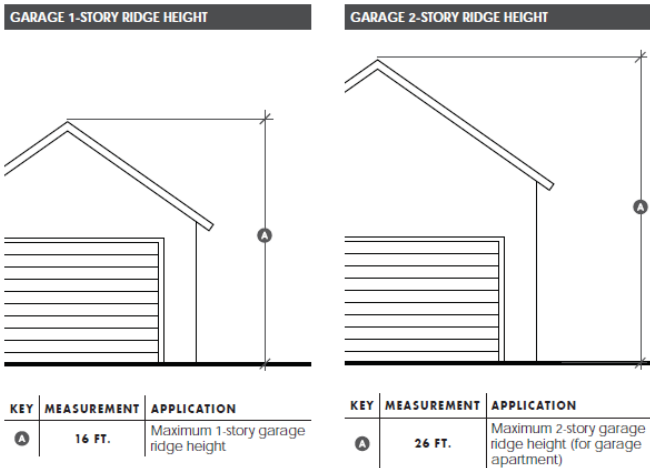 GARAGE 1-STORY RIDGE HEIGHT
A
KEY MEASUREMENT APPLICATION
A 16 FT. Maximum 1-story garage
ridge height
GARAGE 2-STORY RIDGE HEIGHT
A
KEY MEASUREMENT APPLICATION
A 26 FT. Maximum 2-story garage
ridge height (for garage
apartment)